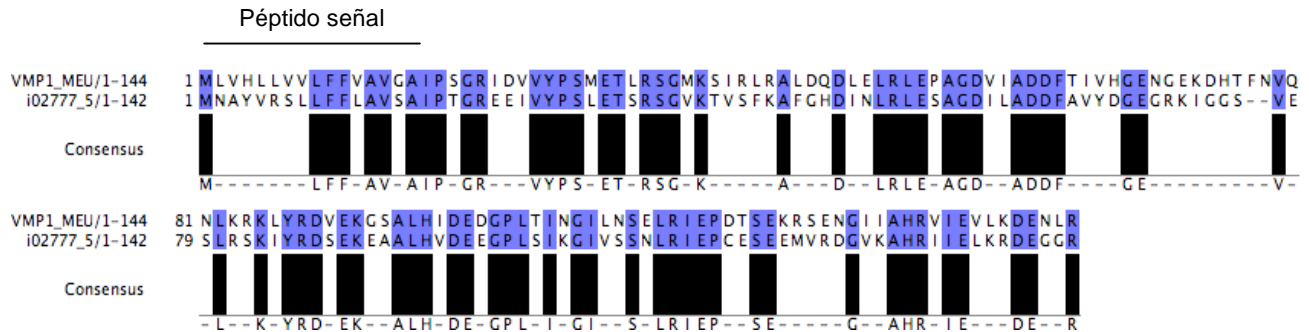 Péptido señal
VMP1_MEU/1-144 1 MLVHLLVVLFFVAVGAIPSGRIDVVYPSMETLRSGMKSIRLRALDQDLELRLEPAGDVIADDFTIVHGENGEKDHTFNVQ
i02777_5/1-142 1 MNAYVRSLLFFLAVSAIPTGREEIVYPSLETSRSGVKTVSFKAFGHDINLRLESAGDILADDFAVYDGEGRKIGGS--VE
Consensus
M-------LFF-AV-AIP-GR---VYPS-ET-RSG-K-----A---D--LRLE-AGD--ADDF----GE---------V-
VMP1_MEU/1-144 81 NLKRKLYRDVEKGSALHIDEDGPLTINGILNSELRIEPDTSEKRSENGIIAHRVIEVLKDENLR
i02777_5/1-142 79 SLRSKIYRDSEKEAALHVDEEGPLSIKGIVSSNLRIEPCESEEMVRDGVKAHRIIELKRDEGGR
Consensus
-L--K-YRD-EK--ALH-DE-GPL-I-GI--S-LRIEP--SE-----G--AHR-IE---DE--R